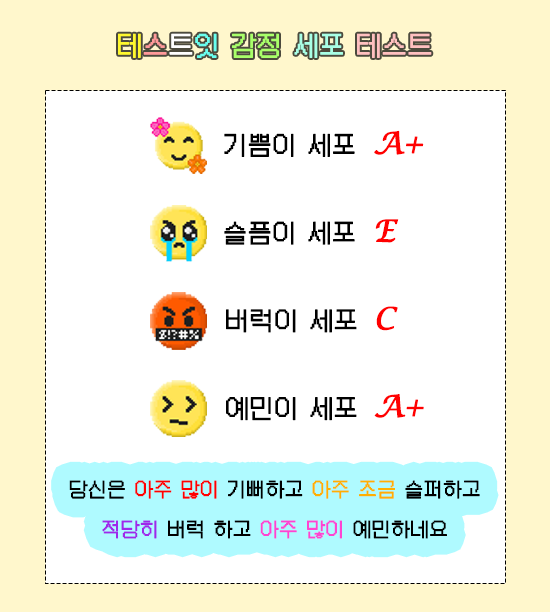 테스트잇 감정 세포 테스트
기쁨이 세포 A+
슬픔이 세포 E
버럭이 세포 C
$!?#%
예민이 세포 A+
당신은 아주 많이 기뻐하고 아주 조금 슬퍼하고
적당히 버럭 하고 아주 많이 예민하네요